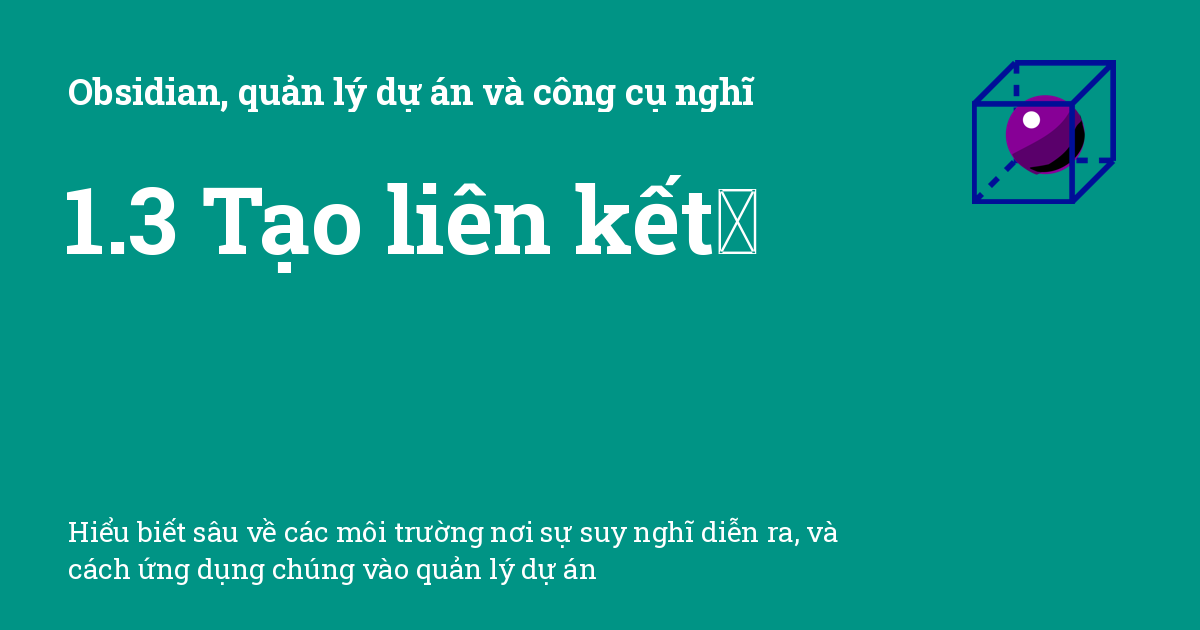 Obsidian, quản lý dự án và công cụ nghĩ
1.3 Tạo liên kết
Hiểu biết sâu về các môi trường nơi sự suy nghĩ diễn ra, và
cách ứng dụng chúng vào quản lý dự án